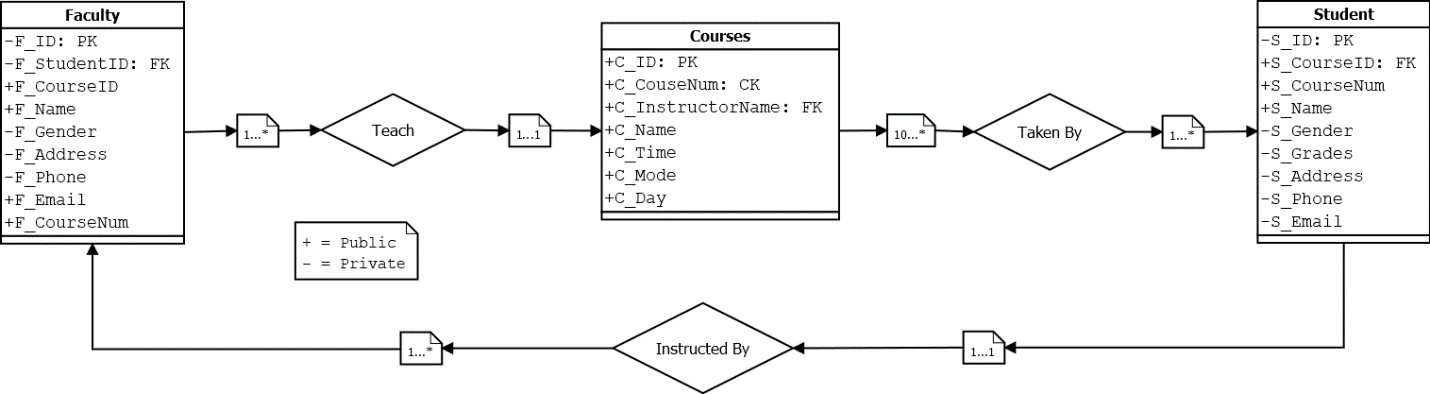 Faculty
-F_ID: PK
-F_StudentID: FK
+F_CourseID
+F_Name
-F_Gender
-F_Address
-F_Phone
+F_Email
+F_CourseNum
1...*
Teach
1...1
Courses
+C_ID: PK
+C_CouseNum: CK
+C_InstructorName: FK
+C_Name
+C_Time
+C_Mode
+C_Day
10...*
Taken By
1...*
Student
-S_ID: PK
+S_CourseID: FK
+S_CourseNum
+S_Name
-S_Gender
-S_Grades
-S_Address
-S_Phone
-S_Email
+ = Public
- = Private
1...*
Instructed By
1...1